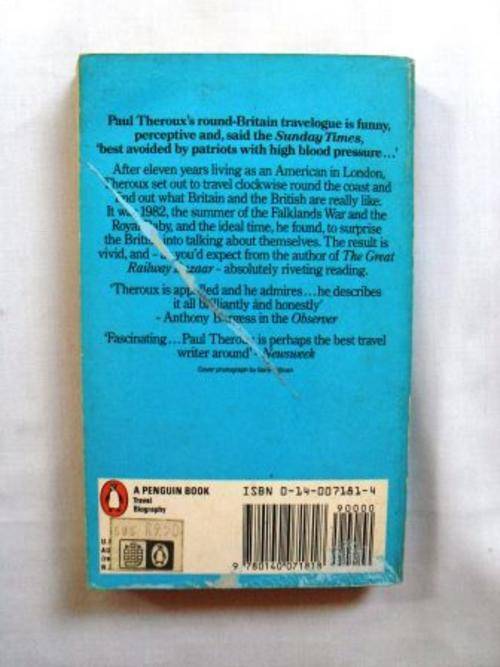 Paul Theroux's round-Britain travelogue is funny,
perceptive and, said the Sunday Times,
'best avoided by patriots with high blood pressure...'
After eleven years living as an American in London,
Theroux set out to travel clockwise round the coast and
find out what Britain and the British are really like.
It was 1982, the summer of the Falklands War and the
Royal Baby, and the ideal time, he found, to surprise
the British into talking about themselves. The result is
vivid, and - as you'd expect from the author of The Great
Railway Bazaar - absolutely riveting reading.
'Theroux is appalled and he admires...he describes
it all brilliantly and honestly'
- Anthony Burgess in the Observer
'Fascinating...Paul Theroux is perhaps the best travel
writer around' - Newsweek
Cover photograph by
A PENGUIN BOOK
Travel
Biography
ISBN 0-14-007181-4
90000
9 780140 071818